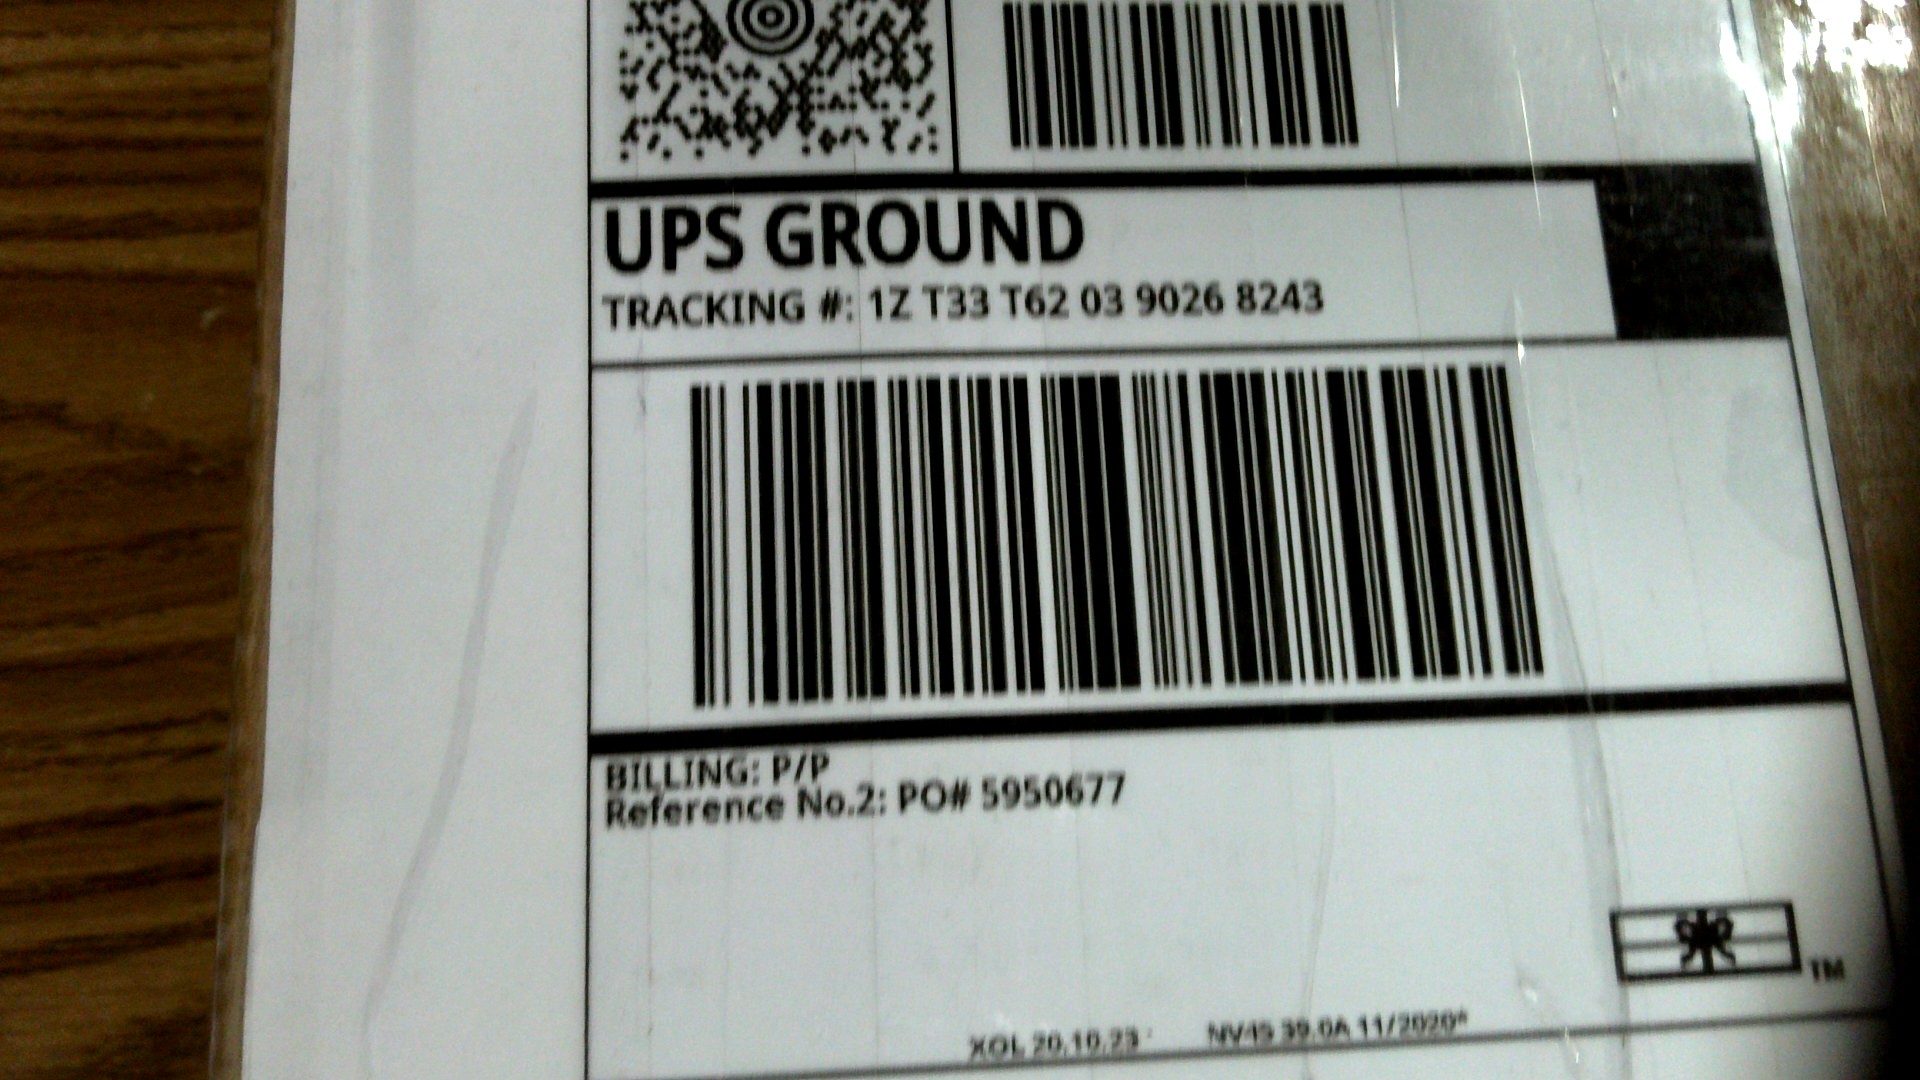 UPS GROUND
TRACKING #: 1Z T33 T62 03 9026 8243
BILLING: P/P
Reference No.2: PO# 5950677
TM
XOL 20.10.23 NV45 39.0A 11/2020*